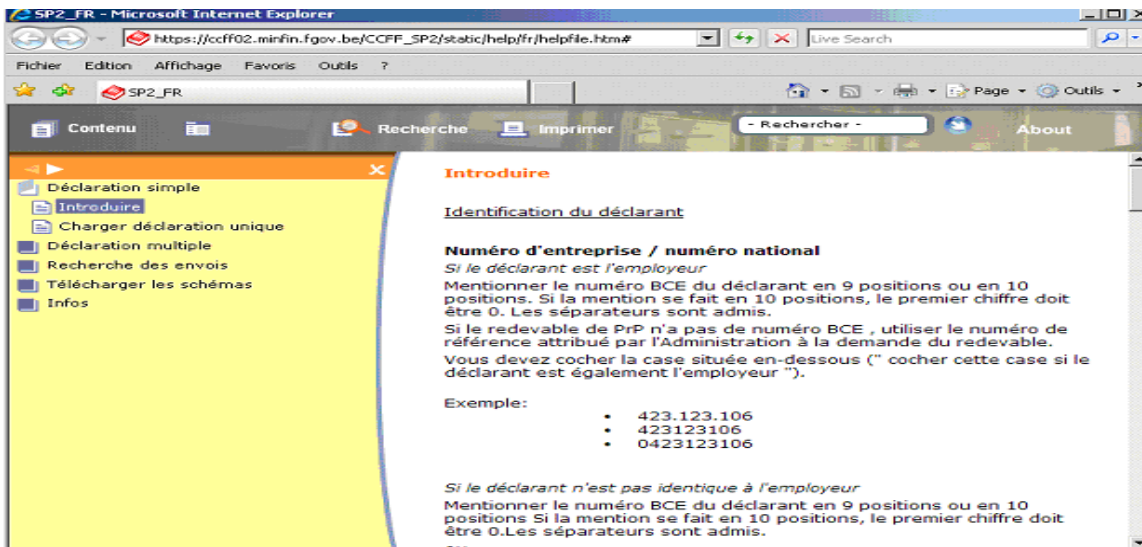 SP2_FR - Microsoft Internet Explorer
https://ccff02.minfin.fgov.be/CCFF_SP2/static/help/fr/helpfile.htm#
Live Search
Fichier Edition Affichage Favoris Outils ?
SP2_FR
Page
Outils
Contenu
Recherche
Imprimer
- Rechercher -
About
Déclaration simple
Introduire
Charger déclaration unique
Déclaration multiple
Recherche des envois
Télécharger les schémas
Infos
Introduire
Identification du déclarant
Numéro d'entreprise / numéro national
Si le déclarant est l'employeur
Mentionner le numéro BCE du déclarant en 9 positions ou en 10
positions. Si la mention se fait en 10 positions, le premier chiffre doit
être 0. Les séparateurs sont admis.
Si le redevable de PrP n'a pas de numéro BCE , utiliser le numéro de
référence attribué par l'Administration à la demande du redevable.
Vous devez cocher la case située en-dessous (" cocher cette case si le
déclarant est également l'employeur ").
Exemple:
• 423.123.106
• 423123106
• 0423123106
Si le déclarant n'est pas identique à l'employeur
Mentionner le numéro BCE du déclarant en 9 positions ou en 10
positions Si la mention se fait en 10 positions, le premier chiffre doit
être 0.Les séparateurs sont admis.